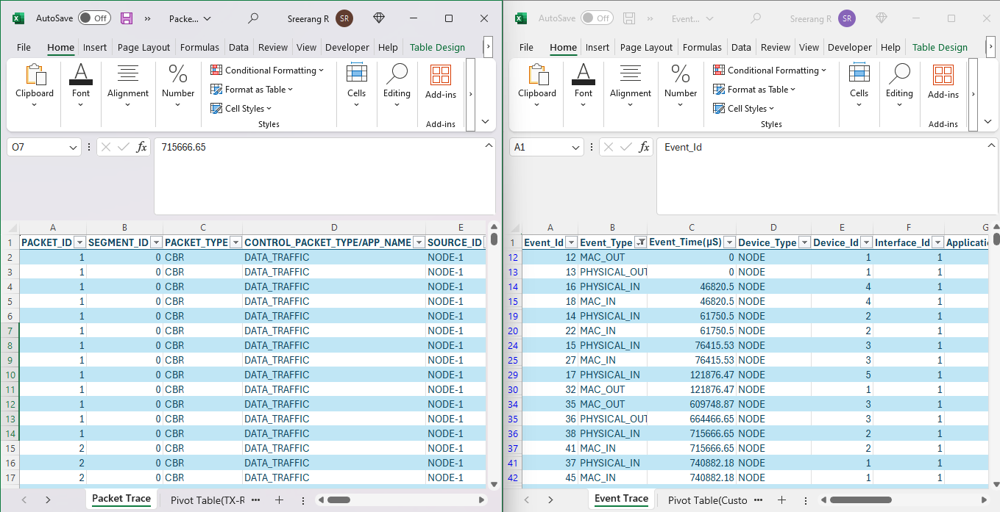 AutoSave Off » Packe... Sreerang R SR
File Home Insert Page Layout Formulas Data Review View Developer Help Table Design
Clipboard Font Alignment Number Conditional Formatting Format as Table Cell Styles Styles Cells Editing Add-ins Add-ins
O7 fx 715666.65
A B C D E
1 PACKET_ID SEGMENT_ID PACKET_TYPE CONTROL_PACKET_TYPE/APP_NAME SOURCE_ID
2 1 0 CBR DATA_TRAFFIC NODE-1
3 1 0 CBR DATA_TRAFFIC NODE-1
4 1 0 CBR DATA_TRAFFIC NODE-1
5 1 0 CBR DATA_TRAFFIC NODE-1
6 1 0 CBR DATA_TRAFFIC NODE-1
7 1 0 CBR DATA_TRAFFIC NODE-1
8 1 0 CBR DATA_TRAFFIC NODE-1
9 1 0 CBR DATA_TRAFFIC NODE-1
10 1 0 CBR DATA_TRAFFIC NODE-1
11 1 0 CBR DATA_TRAFFIC NODE-1
12 1 0 CBR DATA_TRAFFIC NODE-1
13 1 0 CBR DATA_TRAFFIC NODE-1
14 1 0 CBR DATA_TRAFFIC NODE-1
15 2 0 CBR DATA_TRAFFIC NODE-1
16 2 0 CBR DATA_TRAFFIC NODE-1
17 2 0 CBR DATA_TRAFFIC NODE-1
Packet Trace Pivot Table(TX-R ...
AutoSave Off » Event... Sreerang R SR
File Home Insert Page Layout Formulas Data Review View Developer Help Table Design
Clipboard Font Alignment Number Conditional Formatting Format as Table Cell Styles Styles Cells Editing Add-ins Add-ins
A1 fx Event_Id
A B C D E F G
1 Event_Id Event_Type Event_Time(µS) Device_Type Device_Id Interface_Id Applicatio
12 12 MAC_OUT 0 NODE 1 1
13 13 PHYSICAL_OUT 0 NODE 1 1
14 16 PHYSICAL_IN 46820.5 NODE 4 1
15 18 MAC_IN 46820.5 NODE 4 1
19 14 PHYSICAL_IN 61750.5 NODE 2 1
20 22 MAC_IN 61750.5 NODE 2 1
24 15 PHYSICAL_IN 76415.53 NODE 3 1
25 27 MAC_IN 76415.53 NODE 3 1
29 17 PHYSICAL_IN 121876.47 NODE 5 1
30 32 MAC_OUT 121876.47 NODE 1 1
34 35 MAC_OUT 609748.87 NODE 3 1
35 36 PHYSICAL_OUT 664466.65 NODE 3 1
36 38 PHYSICAL_IN 715666.65 NODE 2 1
37 41 MAC_IN 715666.65 NODE 2 1
41 37 PHYSICAL_IN 740882.18 NODE 1 1
42 45 MAC_IN 740882.18 NODE 1 1
Event Trace Pivot Table(Custo ...